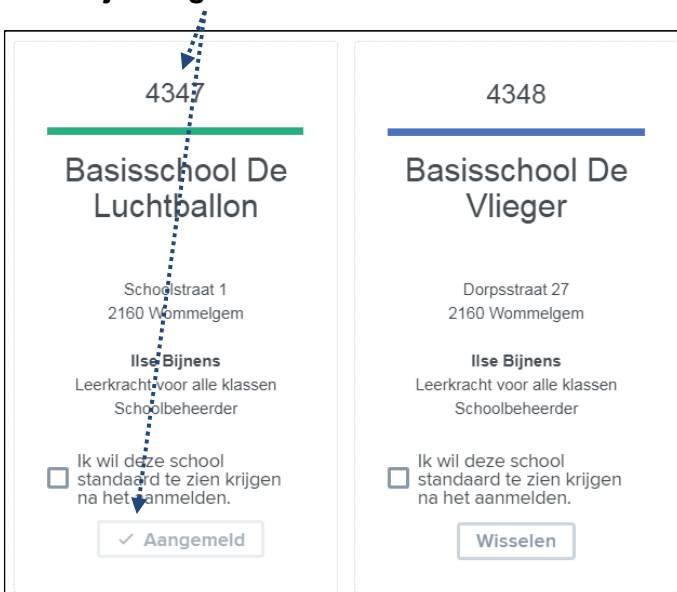 4347
Basisschool De
Luchtballon
Schoolstraat 1
2160 Wommelgem
Ilse Bijnens
Leerkracht voor alle klassen
Schoolbeheerder
Ik wil deze school
standaard te zien krijgen
na het aanmelden.
Aangemeld
4348
Basisschool De
Vlieger
Dorpsstraat 27
2160 Wommelgem
Ilse Bijnens
Leerkracht voor alle klassen
Schoolbeheerder
Ik wil deze school
standaard te zien krijgen
na het aanmelden.
Wisselen